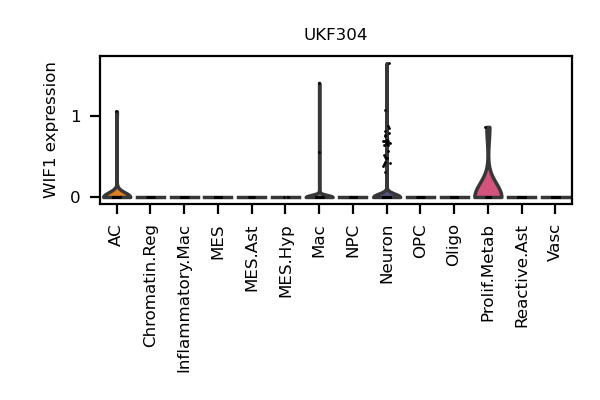 UKF304
WIF1 expression
1
0
AC
Chromatin.Reg
Inflammatory.Mac
MES
MES.Ast
MES.Hyp
Mac
NPC
Neuron
OPC
Oligo
Prolif.Metab
Reactive.Ast
Vasc